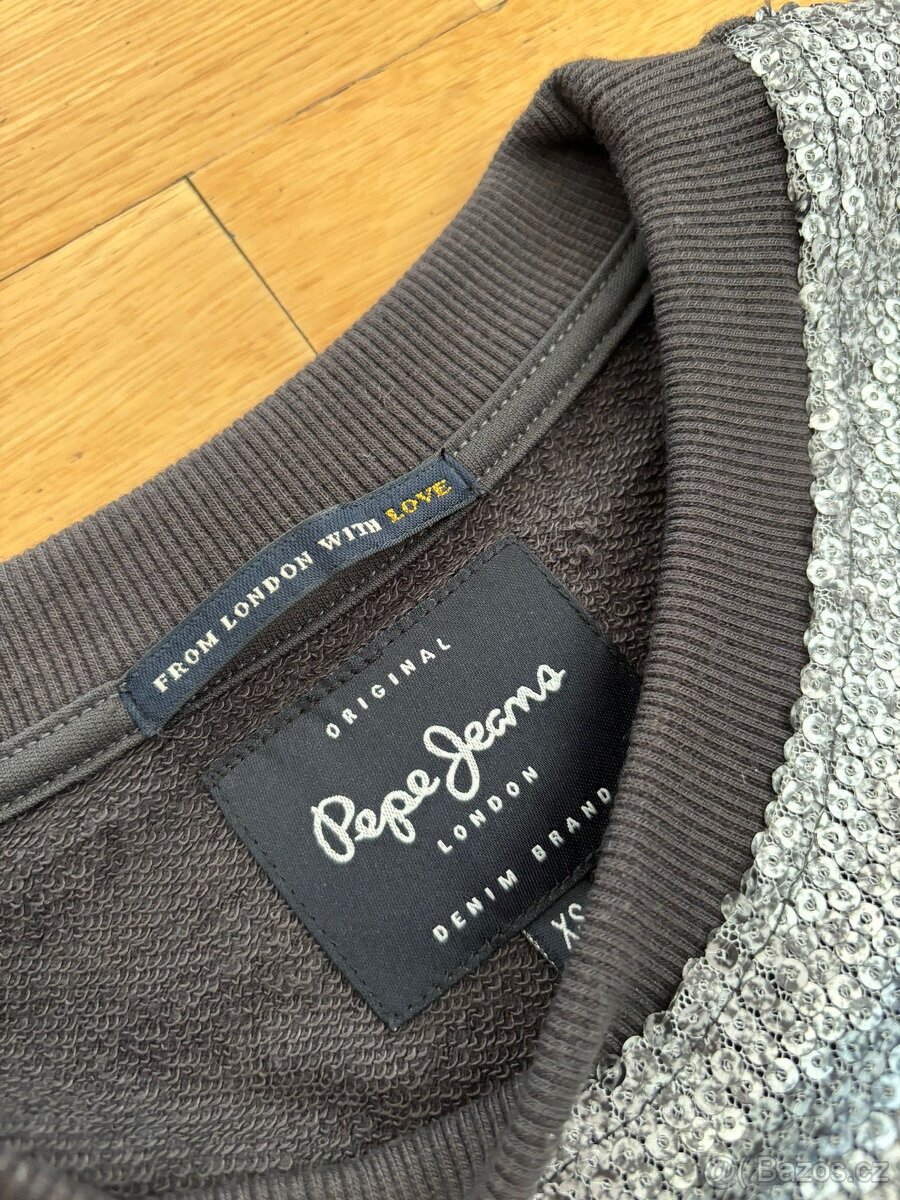 FROM LONDON WITH LOVE
ORIGINAL
Pepe Jeans
LONDON
DENIM BRAND
XS
Bazos.cz